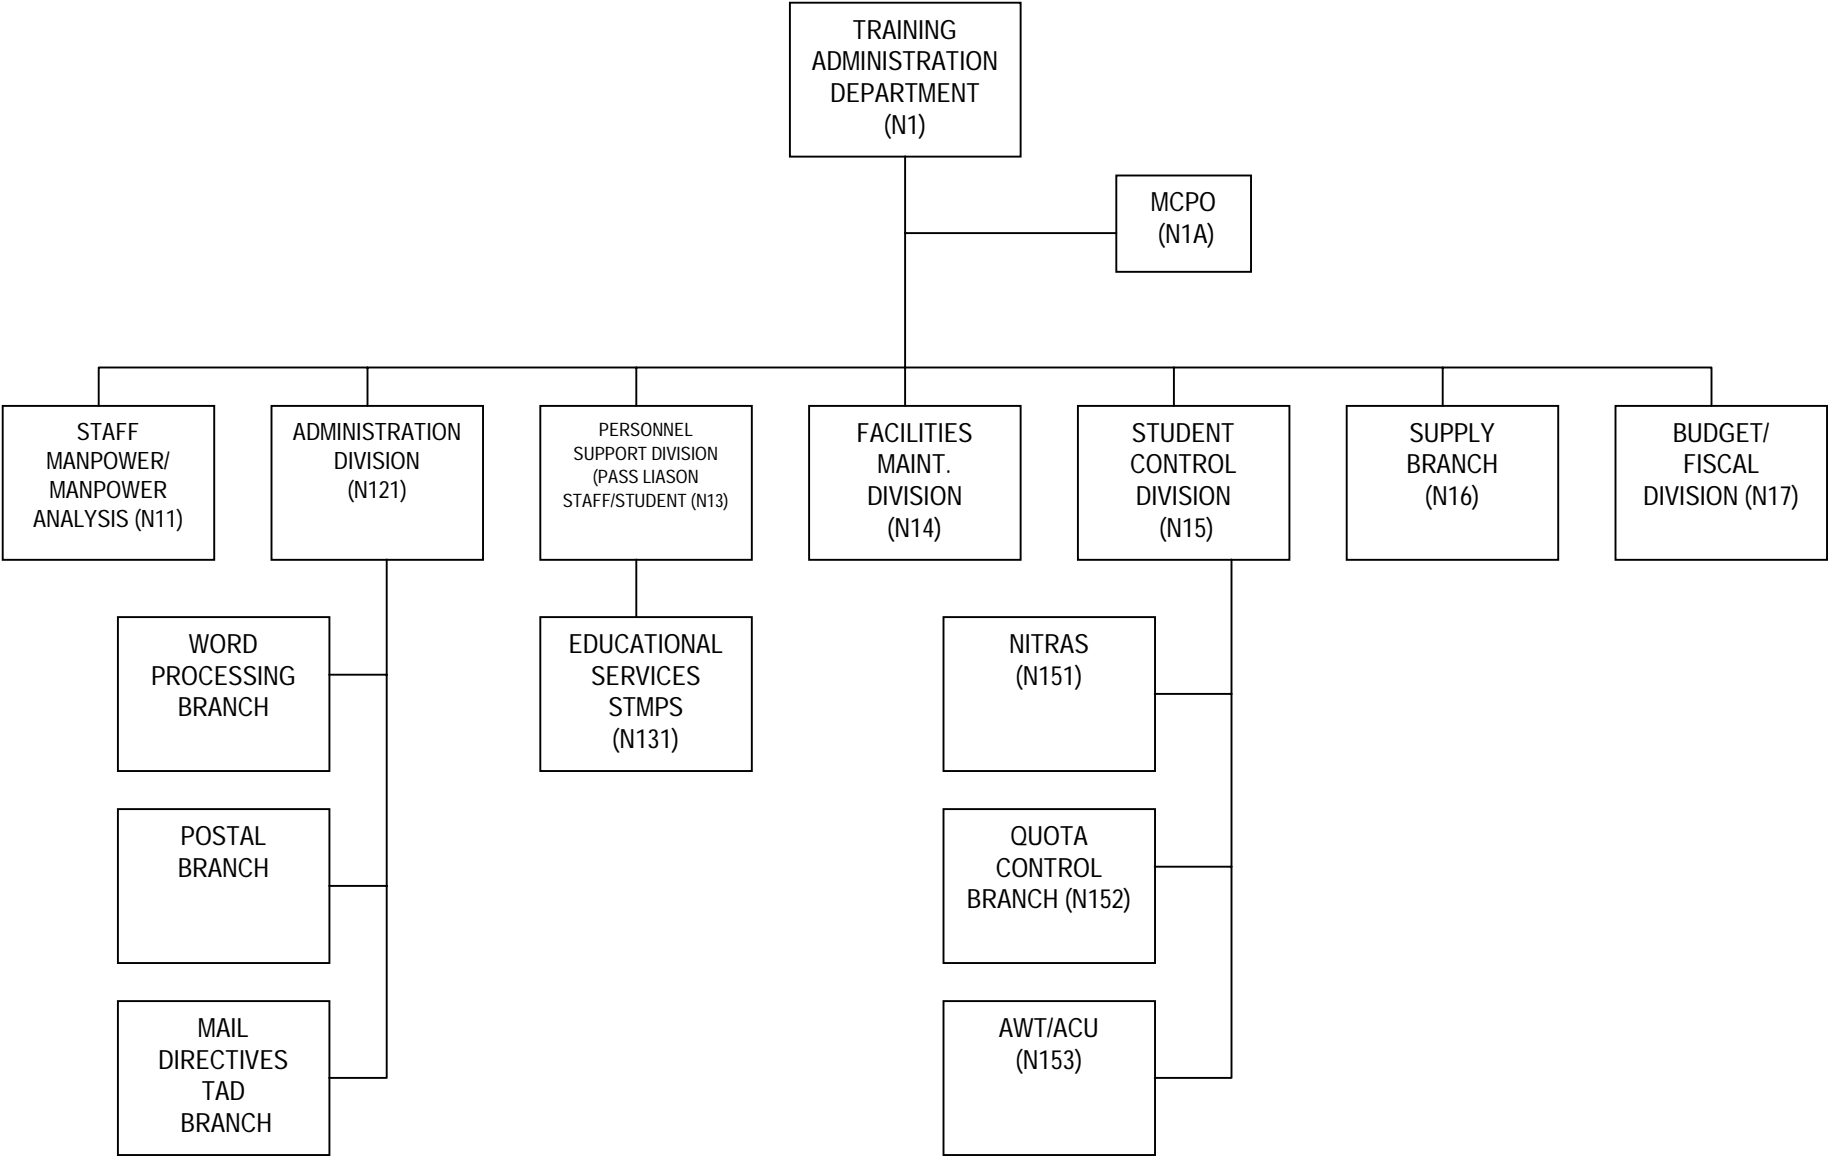 TRAINING
ADMINISTRATION
DEPARTMENT
(N1)
MCPO
(N1A)
STAFF
MANPOWER/
MANPOWER
ANALYSIS (N11)
ADMINISTRATION
DIVISION
(N121)
PERSONNEL
SUPPORT DIVISION
(PASS LIASON
STAFF/STUDENT (N13)
FACILITIES
MAINT.
DIVISION
(N14)
STUDENT
CONTROL
DIVISION
(N15)
SUPPLY
BRANCH
(N16)
BUDGET/
FISCAL
DIVISION (N17)
WORD
PROCESSING
BRANCH
EDUCATIONAL
SERVICES
STMPS
(N131)
NITRAS
(N151)
POSTAL
BRANCH
QUOTA
CONTROL
BRANCH (N152)
MAIL
DIRECTIVES
TAD
BRANCH
AWT/ACU
(N153)